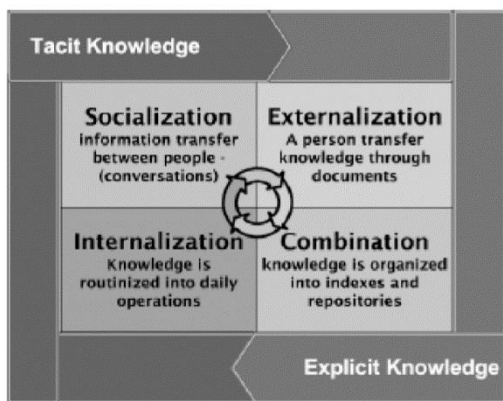 Tacit Knowledge
Socialization
information transfer
between people -
(conversations)
Externalization
A person transfer
knowledge through
documents
Internalization
Knowledge is
routinized into daily
operations
Combination
knowledge is organized
into indexes and
repositories
Explicit Knowledge